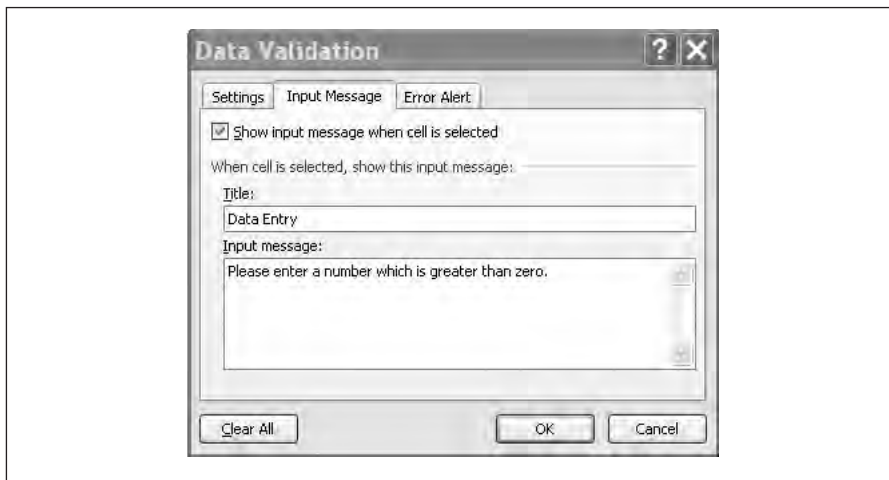 Data Validation
Settings Input Message Error Alert
Show input message when cell is selected
When cell is selected, show this input message:
Title:
Data Entry
Input message:
Please enter a number which is greater than zero.
Clear All OK Cancel